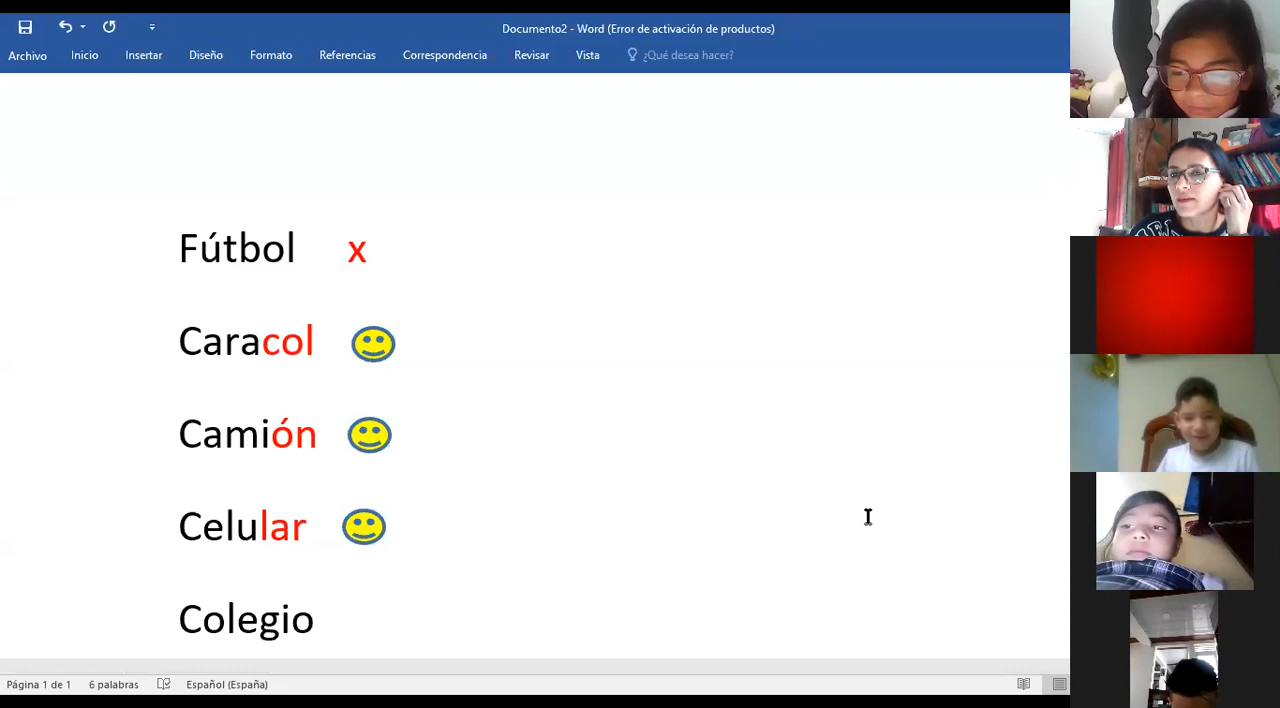 Documento2 - Word (Error de activación de productos)
Archivo Inicio Insertar Diseño Formato Referencias Correspondencia Revisar Vista ¿Qué desea hacer?
Fútbol x
Caracol
Camión
Celular
Colegio
Página 1 de 1 6 palabras Español (España)